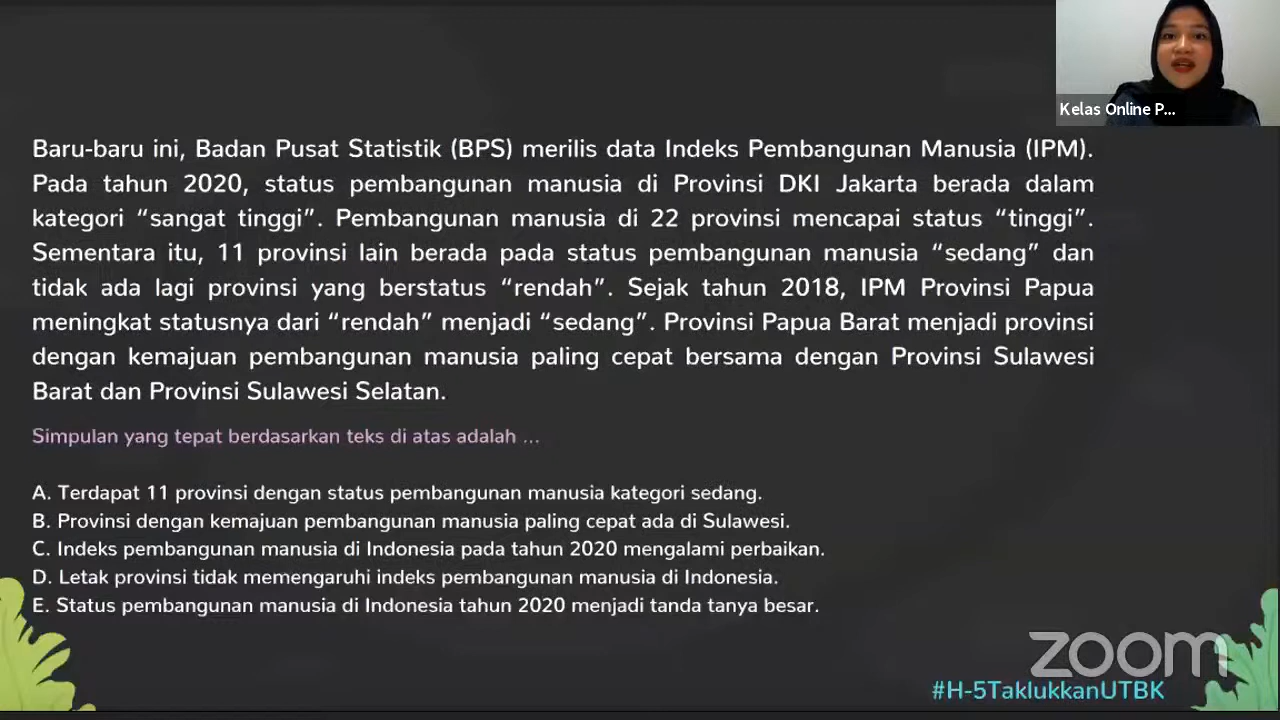 Kelas Online P...
Baru-baru ini, Badan Pusat Statistik (BPS) merilis data Indeks Pembangunan Manusia (IPM).
Pada tahun 2020, status pembangunan manusia di Provinsi DKI Jakarta berada dalam
kategori “sangat tinggi”. Pembangunan manusia di 22 provinsi mencapai status “tinggi”.
Sementara itu, 11 provinsi lain berada pada status pembangunan manusia “sedang” dan
tidak ada lagi provinsi yang berstatus “rendah”. Sejak tahun 2018, IPM Provinsi Papua
meningkat statusnya dari “rendah” menjadi “sedang”. Provinsi Papua Barat menjadi provinsi
dengan kemajuan pembangunan manusia paling cepat bersama dengan Provinsi Sulawesi
Barat dan Provinsi Sulawesi Selatan.
Simpulan yang tepat berdasarkan teks di atas adalah ...
A. Terdapat 11 provinsi dengan status pembangunan manusia kategori sedang.
B. Provinsi dengan kemajuan pembangunan manusia paling cepat ada di Sulawesi.
C. Indeks pembangunan manusia di Indonesia pada tahun 2020 mengalami perbaikan.
D. Letak provinsi tidak memengaruhi indeks pembangunan manusia di Indonesia.
E. Status pembangunan manusia di Indonesia tahun 2020 menjadi tanda tanya besar.
zoom
#H-5TaklukkanUTBK